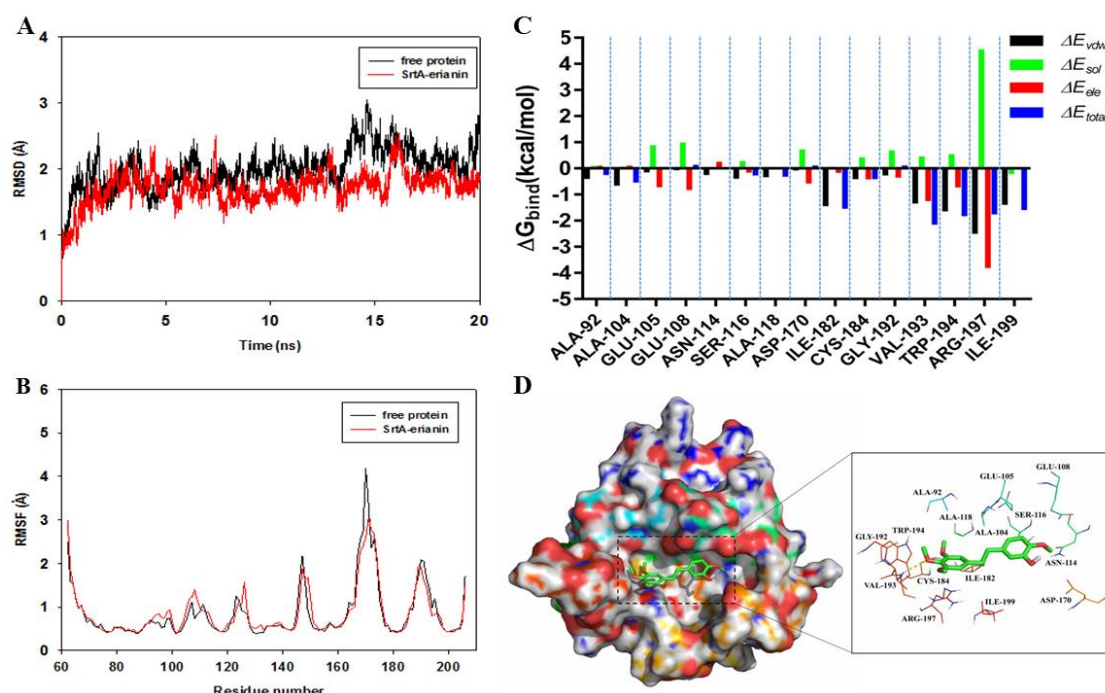 A
4
3
2
1
0
RMSD (Å)
free protein
SrtA-erianin
0
5
10
15
20
Time (ns)
B
6
5
4
3
2
1
0
RMSF (Å)
free protein
SrtA-erianin
60
80
100
120
140
160
180
200
Residue number
C
5
4
3
2
1
0
-1
-2
-3
-4
-5
ΔGbind(kcal/mol)
ΔEvdw
ΔEsol
ΔEele
ΔEtotal
ALA-92
ALA-104
GLU-105
GLU-108
ASN-114
SER-116
ALA-118
ASP-170
ILE-182
CYS-184
GLY-192
VAL-193
TRP-194
ARG-197
ILE-199
D
GLU-108
GLU-105
ALA-92
SER-116
ALA-118
ALA-104
TRP-194
GLY-192
ASN-114
VAL-193
CYS-184
ILE-182
ASP-170
ILE-199
ARG-197